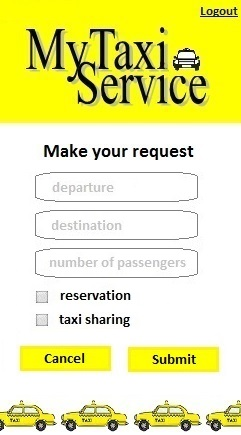 Logout
MyTaxi
Service
Make your request
departure
destination
number of passengers
reservation
taxi sharing
Cancel
Submit